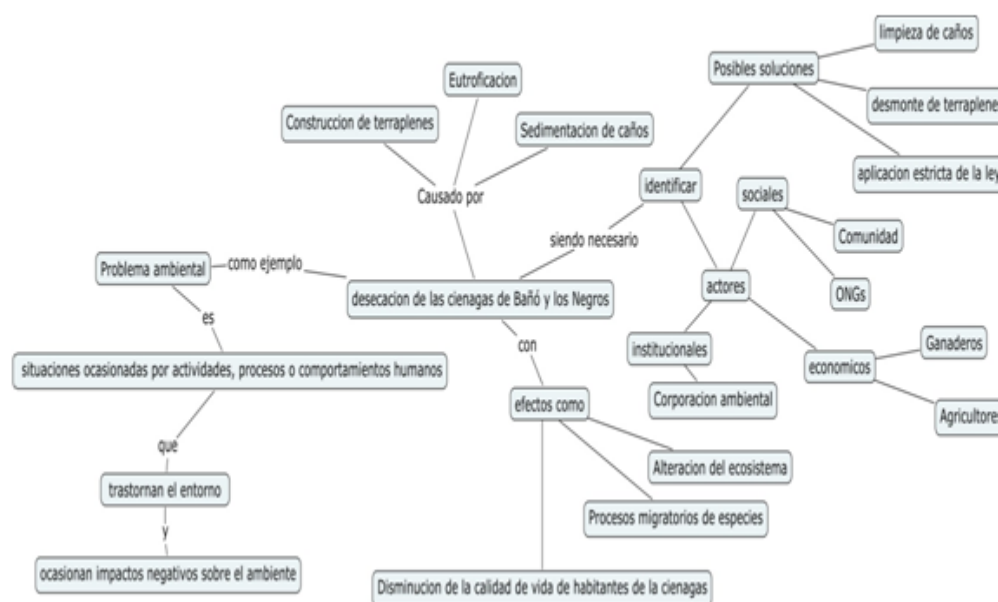 limpieza de caños
Posibles soluciones
Eutroficacion
desmonte de terraplene
Construccion de terraplenes
Sedimentacion de caños
aplicacion estricta de la ley
identificar
sociales
Causado por
Comunidad
siendo necesario
Problema ambiental
como ejemplo
actores
ONGs
desecacion de las cienagas de Bañó y los Negros
es
Ganaderos
con
institucionales
economicos
situaciones ocasionadas por actividades, procesos o comportamientos humanos
Corporacion ambiental
efectos como
Agricultore
que
Alteracion del ecosistema
trastornan el entorno
Procesos migratorios de especies
y
ocasionan impactos negativos sobre el ambiente
Disminucion de la calidad de vida de habitantes de la cienagas